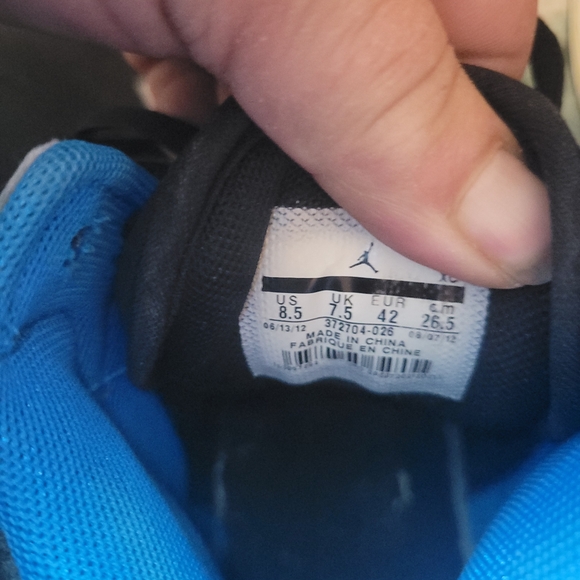 US UK EUR cm
8.5 7.5 42 26.5
06/13/12 372704-026 08/07/12
MADE IN CHINA
FABRIQUE EN CHINE